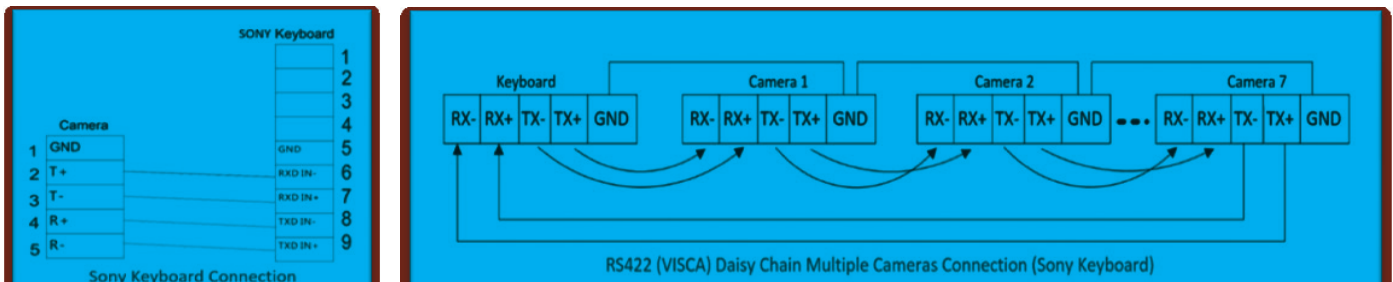 SONY Keyboard
1
2
3
4
GND 5
RXD IN- 6
RXD IN+ 7
TXD IN- 8
TXD IN+ 9
Camera
1 GND
2 T+
3 T-
4 R+
5 R-
Sony Keyboard Connection
Keyboard Camera 1 Camera 2 Camera 7
RX- RX+ TX- TX+ GND RX- RX+ TX- TX+ GND RX- RX+ TX- TX+ GND ... RX- RX+ TX- TX+ GND
RS422 (VISCA) Daisy Chain Multiple Cameras Connection (Sony Keyboard)